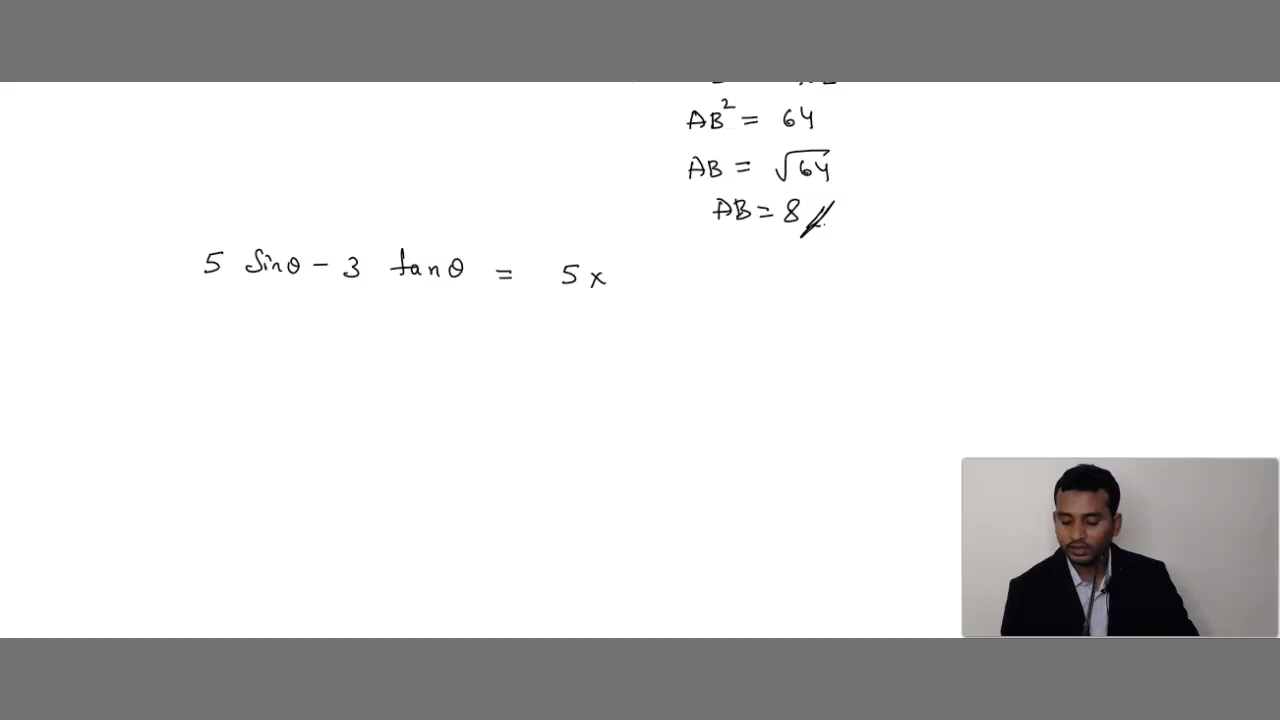 AB² = 64
AB = √64
AB = 8
5 Sinθ - 3 tanθ = 5x